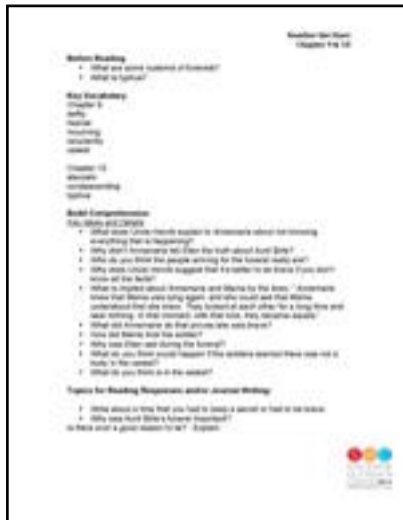 Number the Stars
Chapter 9 to 10
Before Reading
What are some customs of funerals?
What is typhus?
Key Vocabulary
Chapter 9
deftly
mourning
reluctantly
casket
Chapter 10
staccato
condescending
typhus
Book Comprehension
Key Ideas and Details
What does Uncle Henrik explain to Annemarie about not knowing
everything that is happening?
Why didn't Annemarie tell Ellen the truth about Aunt Birte?
Who do you think the people arriving for the funeral really are?
Why does Uncle Henrik suggest that it is easier to be brave if you don't
know all the facts?
What is implied about Annemarie and Mama by the lines, "Annemarie
knew that Mama was lying again, and she could see that Mama
understood that she knew. They looked at each other for a long time and
said nothing. In that moment, with that look, they became equals."
What did Annemarie do that proves she was brave?
How did Mama fool the soldier?
Why was Ellen sad during the funeral?
What do you think would happen if the soldiers learned there was not a
body in the casket?
What do you think is in the casket?
Topics for Reading Responses and/or Journal Writing:
Write about a time that you had to keep a secret or had to be brave.
Why was Aunt Birte's funeral important?
Is there ever a good reason to lie? Explain.